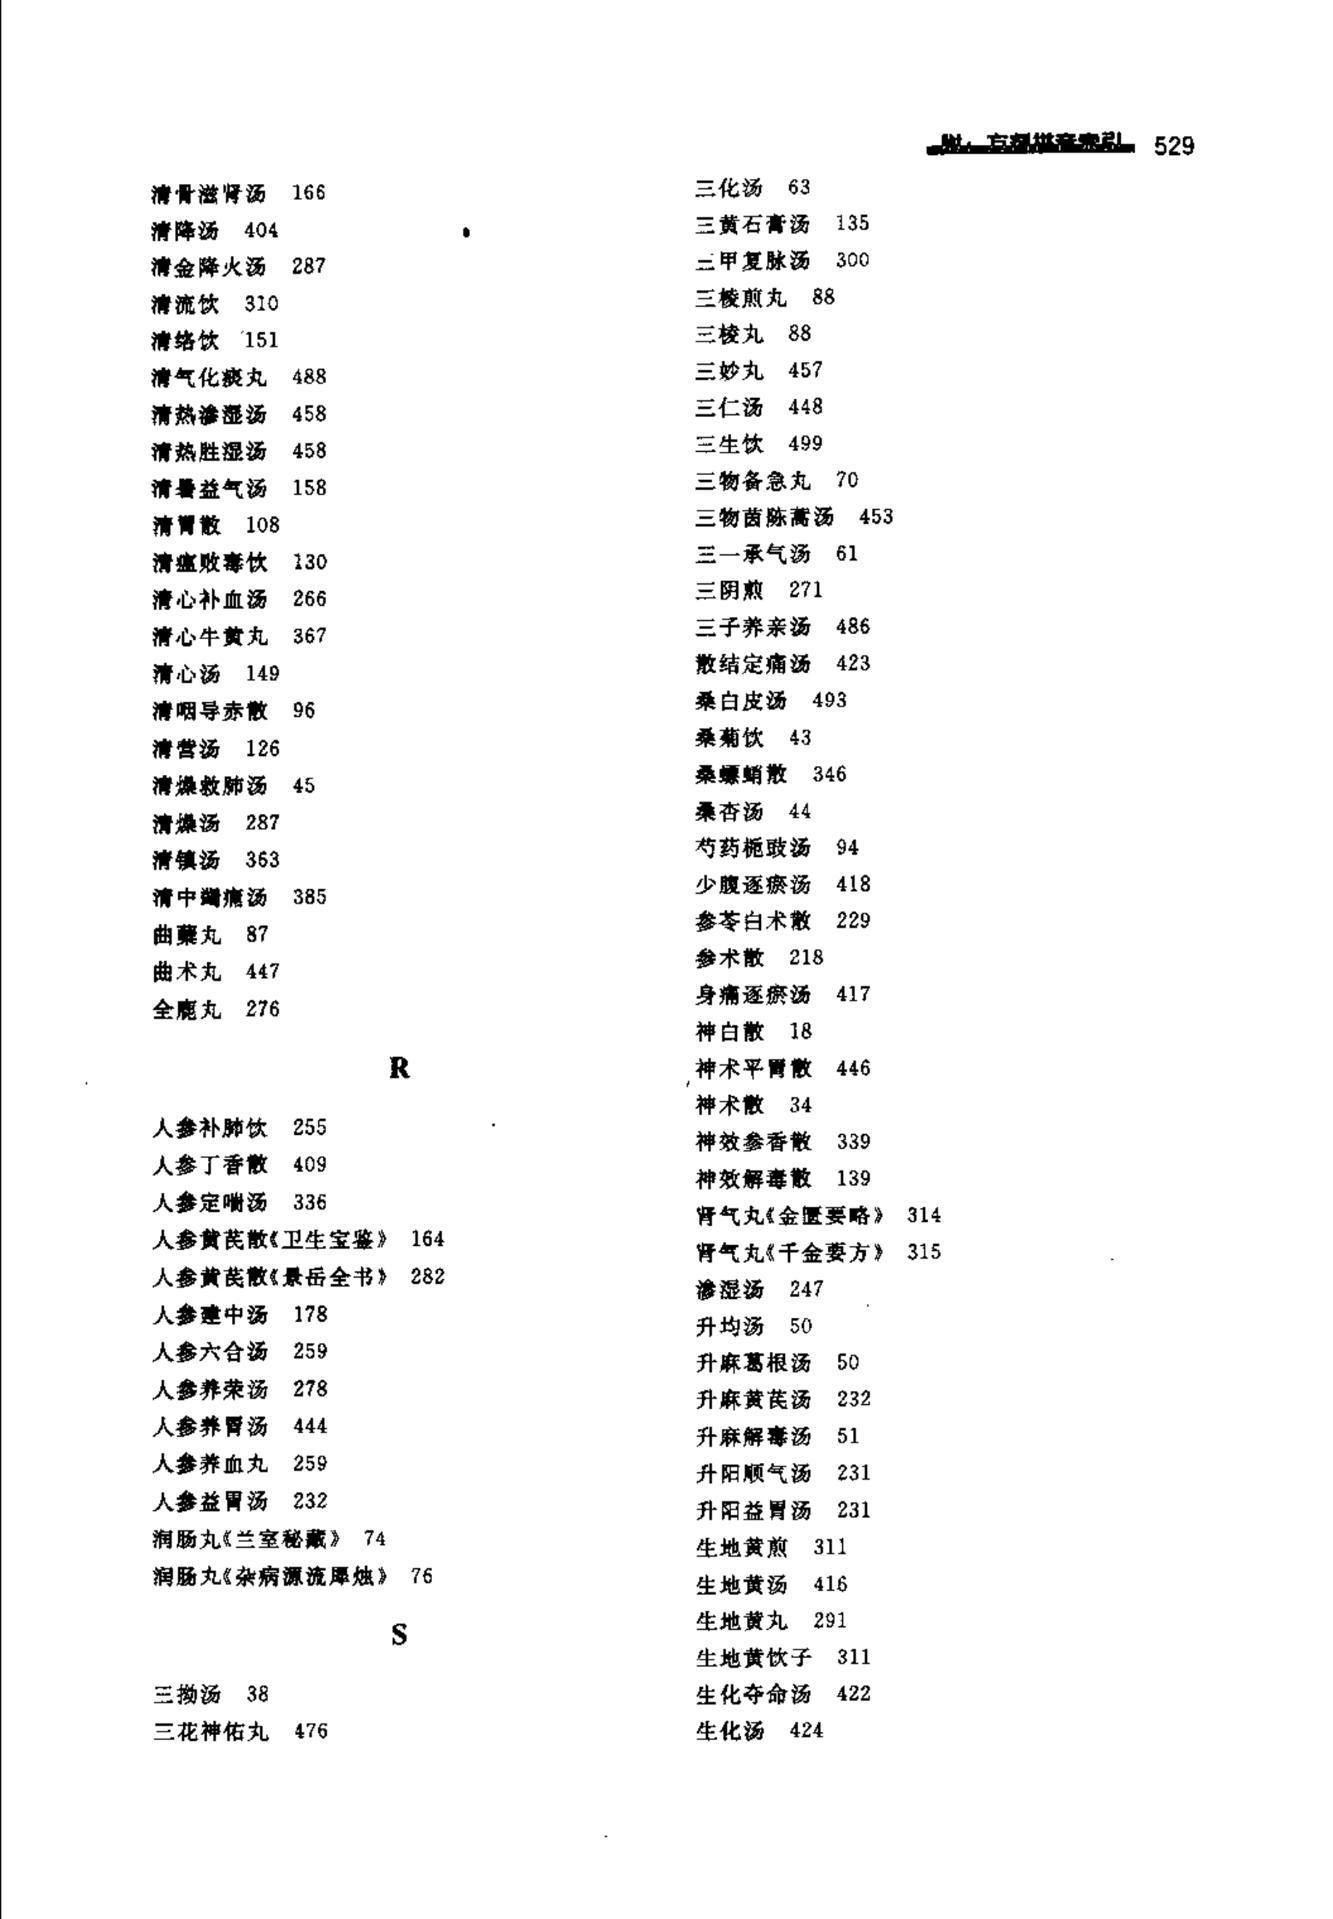 附：方剂拼音索引 529
清骨滋肾汤 166
清降汤 404
清金降火汤 287
清流饮 310
清络饮 151
清气化痰丸 488
清热渗湿汤 458
清热胜湿汤 458
清暑益气汤 158
清胃散 108
清瘟败毒饮 130
清心补血汤 266
清心牛黄丸 367
清心汤 149
清咽导赤散 96
清营汤 126
清燥救肺汤 45
清燥汤 287
清镇汤 363
清中蠲痛汤 385
曲蘖丸 87
曲术丸 447
全鹿丸 276
R
人参补肺饮 255
人参丁香散 409
人参定喘汤 336
人参黄芪散《卫生宝鉴》 164
人参黄芪散《景岳全书》 282
人参建中汤 178
人参六合汤 259
人参养荣汤 278
人参养胃汤 444
人参养血丸 259
人参益胃汤 232
润肠丸《兰室秘藏》 74
润肠丸《杂病源流犀烛》 76
S
三拗汤 38
三花神佑丸 476
三化汤 63
三黄石膏汤 135
三甲复脉汤 300
三棱煎丸 88
三棱丸 88
三妙丸 457
三仁汤 448
三生饮 499
三物备急丸 70
三物茵陈蒿汤 453
三一承气汤 61
三阴煎 271
三子养亲汤 486
散结定痛汤 423
桑白皮汤 493
桑菊饮 43
桑螵蛸散 346
桑杏汤 44
芍药栀豉汤 94
少腹逐瘀汤 418
参苓白术散 229
参术散 218
身痛逐瘀汤 417
神白散 18
神术平胃散 446
神术散 34
神效参香散 339
神效解毒散 139
肾气丸《金匮要略》 314
肾气丸《千金要方》 315
渗湿汤 247
升均汤 50
升麻葛根汤 50
升麻黄芪汤 232
升麻解毒汤 51
升阳顺气汤 231
升阳益胃汤 231
生地黄煎 311
生地黄汤 416
生地黄丸 291
生地黄饮子 311
生化夺命汤 422
生化汤 424